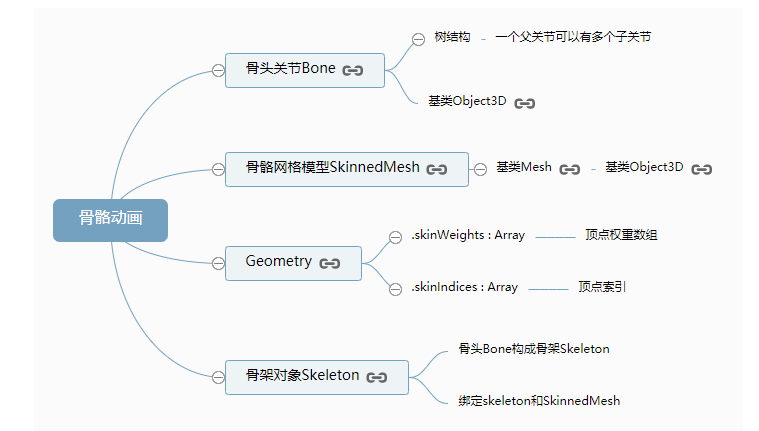 骨骼动画
骨头关节Bone
树结构
一个父关节可以有多个子关节
基类Object3D
骨骼网格模型SkinnedMesh
基类Mesh
基类Object3D
Geometry
.skinWeights : Array
顶点权重数组
.skinIndices : Array
顶点索引
骨架对象Skeleton
骨头Bone构成骨架Skeleton
绑定skeleton和SkinnedMesh